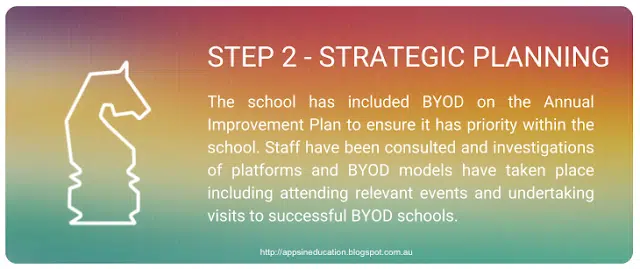 STEP 2 - STRATEGIC PLANNING
The school has included BYOD on the Annual
Improvement Plan to ensure it has priority within the
school. Staff have been consulted and investigations
of platforms and BYOD models have taken place
including attending relevant events and undertaking
visits to successful BYOD schools.
http://appsineducation.blogspot.com.au